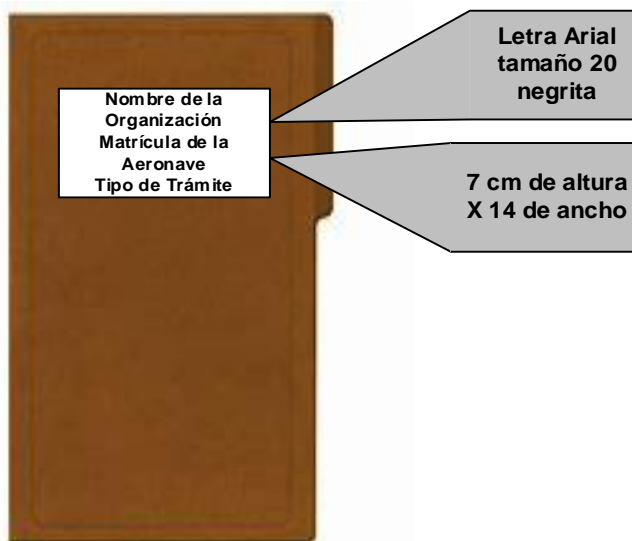 Nombre de la
Organización
Matrícula de la
Aeronave
Tipo de Trámite
Letra Arial
tamaño 20
negrita
7 cm de altura
X 14 de ancho